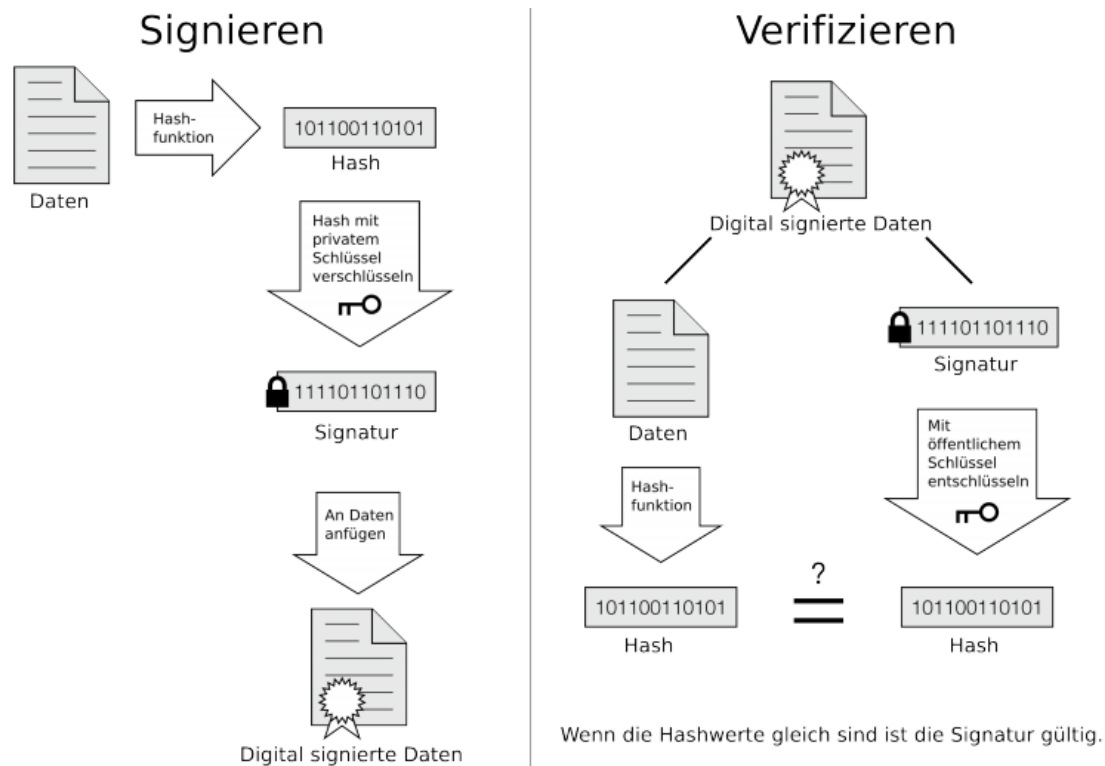 Signieren
Hash-
funktion
101100110101
Hash
Daten
Hash mit
privatem
Schlüssel
verschlüsseln
111101101110
Signatur
An Daten
anfügen
Digital signierte Daten
Verifizieren
Digital signierte Daten
Daten
111101101110
Signatur
Hash-
funktion
Mit
öffentlichem
Schlüssel
entschlüsseln
101100110101
Hash
?
=
101100110101
Hash
Wenn die Hashwerte gleich sind ist die Signatur gültig.